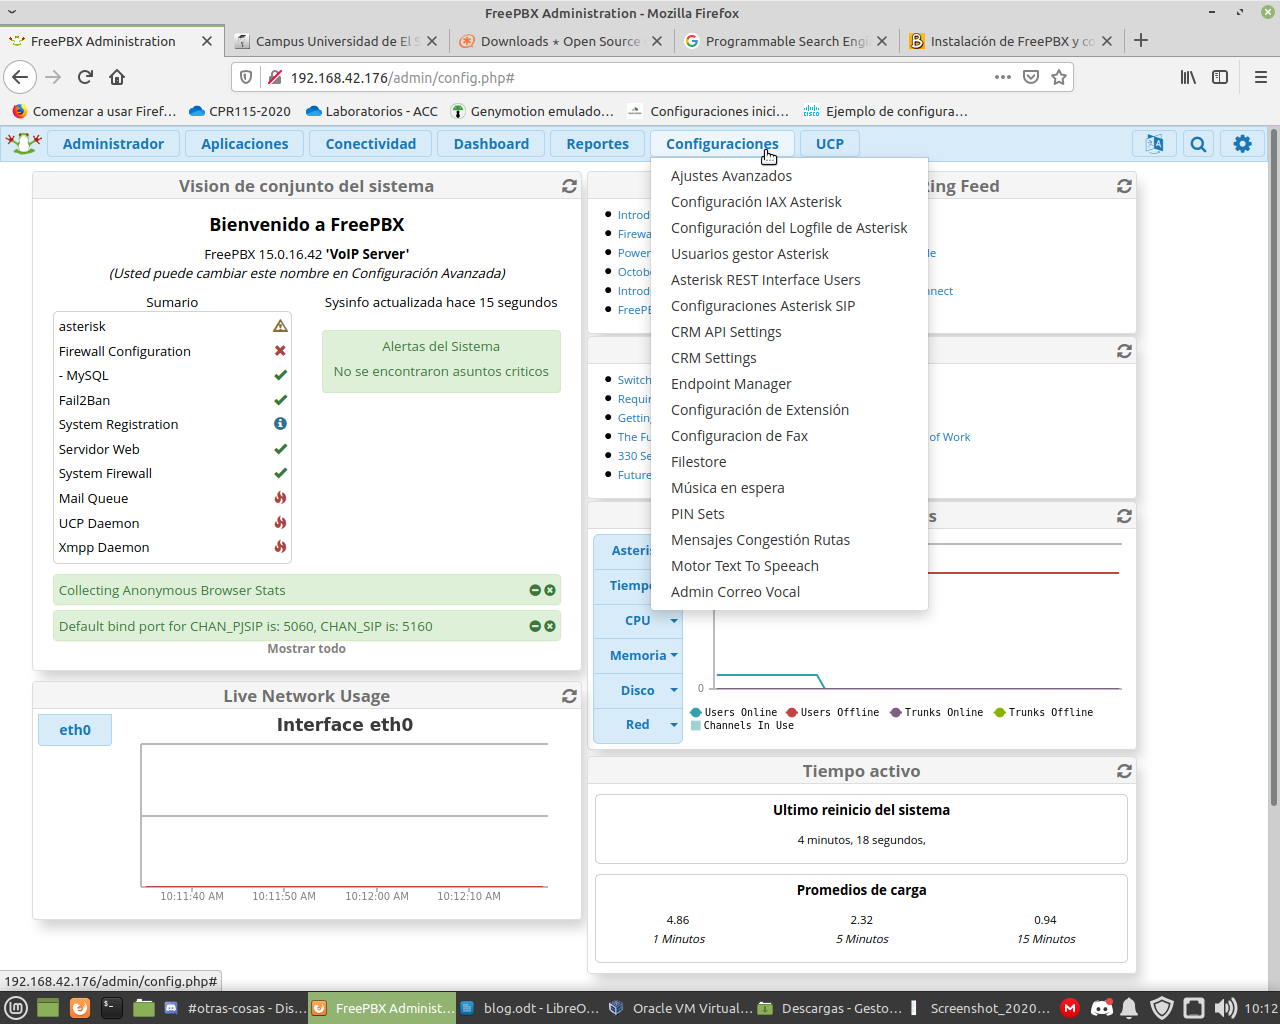 FreePBX Administration - Mozilla Firefox
FreePBX Administration
Campus Universidad de El S
Downloads ⋆ Open Source
Programmable Search Engi
Instalación de FreePBX y co
192.168.42.176/admin/config.php#
Comenzar a usar Firef...
CPR115-2020
Laboratorios - ACC
Genymotion emulado...
Configuraciones inici...
Ejemplo de configura...
Administrador
Aplicaciones
Conectividad
Dashboard
Reportes
Configuraciones
UCP
Vision de conjunto del sistema
Bienvenido a FreePBX
FreePBX 15.0.16.42 'VoIP Server'
(Usted puede cambiar este nombre en Configuración Avanzada)
Sumario
asterisk
Firewall Configuration
- MySQL
Fail2Ban
System Registration
Servidor Web
System Firewall
Mail Queue
UCP Daemon
Xmpp Daemon
Sysinfo actualizada hace 15 segundos
Alertas del Sistema
No se encontraron asuntos criticos
Collecting Anonymous Browser Stats
Default bind port for CHAN_PJSIP is: 5060, CHAN_SIP is: 5160
Mostrar todo
Live Network Usage
eth0
Interface eth0
10:11:40 AM
10:11:50 AM
10:12:00 AM
10:12:10 AM
Ajustes Avanzados
Configuración IAX Asterisk
Configuración del Logfile de Asterisk
Usuarios gestor Asterisk
Asterisk REST Interface Users
Configuraciones Asterisk SIP
CRM API Settings
CRM Settings
Endpoint Manager
Configuración de Extensión
Configuracion de Fax
Filestore
Música en espera
PIN Sets
Mensajes Congestión Rutas
Motor Text To Speeach
Admin Correo Vocal
Ring Feed
Introd
Firewa
Power
Octob
Introd
nnect
FreePB
Switch
Requir
Getting
The Fu
of Work
330 Se
Future
s
Asteris
Tiempo
CPU
Memoria
Disco
Red
0
Users Online
Users Offline
Trunks Online
Trunks Offline
Channels In Use
Tiempo activo
Ultimo reinicio del sistema
4 minutos, 18 segundos,
Promedios de carga
4.86
2.32
0.94
1 Minutos
5 Minutos
15 Minutos
192.168.42.176/admin/config.php#
#otras-cosas - Dis...
FreePBX Administ...
blog.odt - LibreO...
Oracle VM Virtual...
Descargas - Gesto...
Screenshot_2020...
10:12